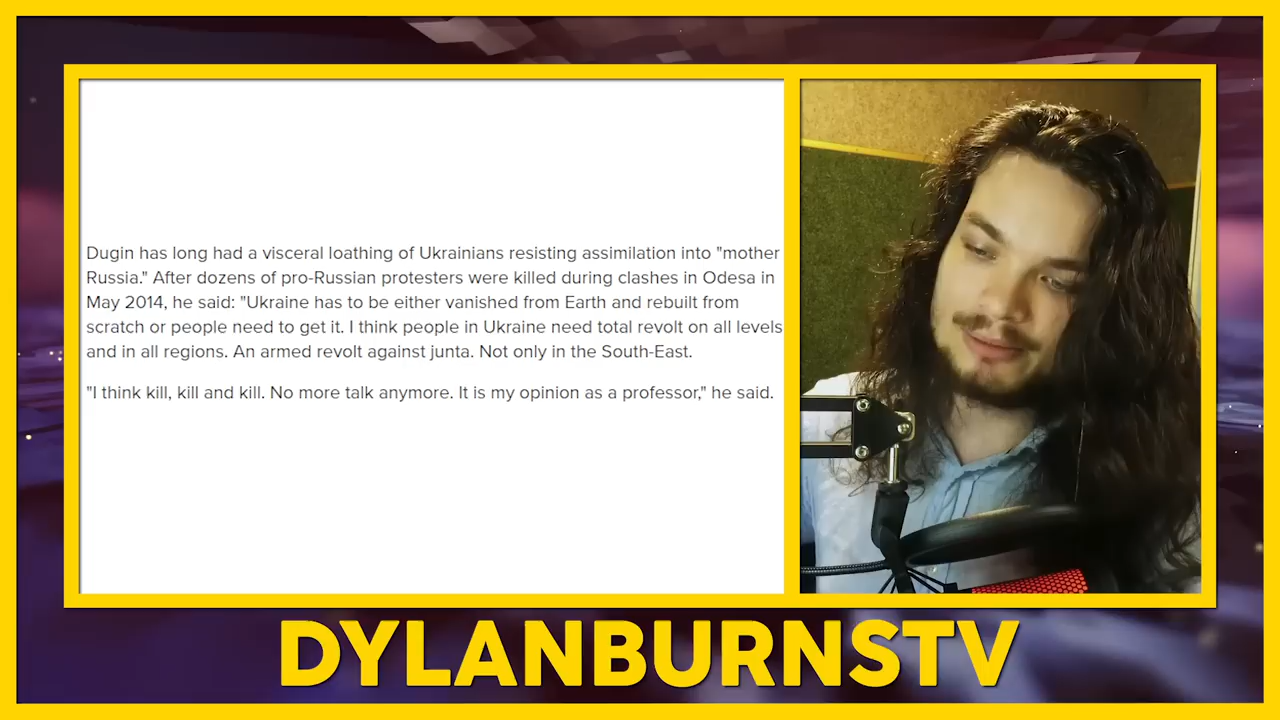 Dugin has long had a visceral loathing of Ukrainians resisting assimilation into "mother
Russia." After dozens of pro-Russian protesters were killed during clashes in Odesa in
May 2014, he said: "Ukraine has to be either vanished from Earth and rebuilt from
scratch or people need to get it. I think people in Ukraine need total revolt on all levels
and in all regions. An armed revolt against junta. Not only in the South-East.
"I think kill, kill and kill. No more talk anymore. It is my opinion as a professor," he said.
DYLANBURNSTV